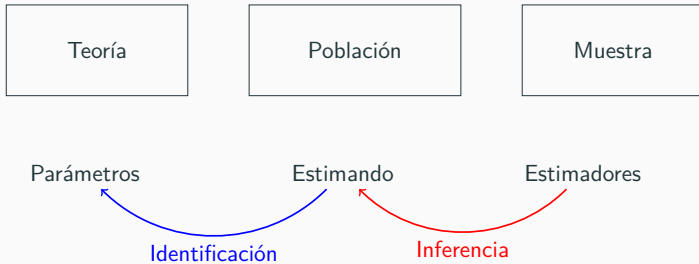 Teoría
Población
Muestra
Parámetros
Estimando
Estimadores
Identificación
Inferencia